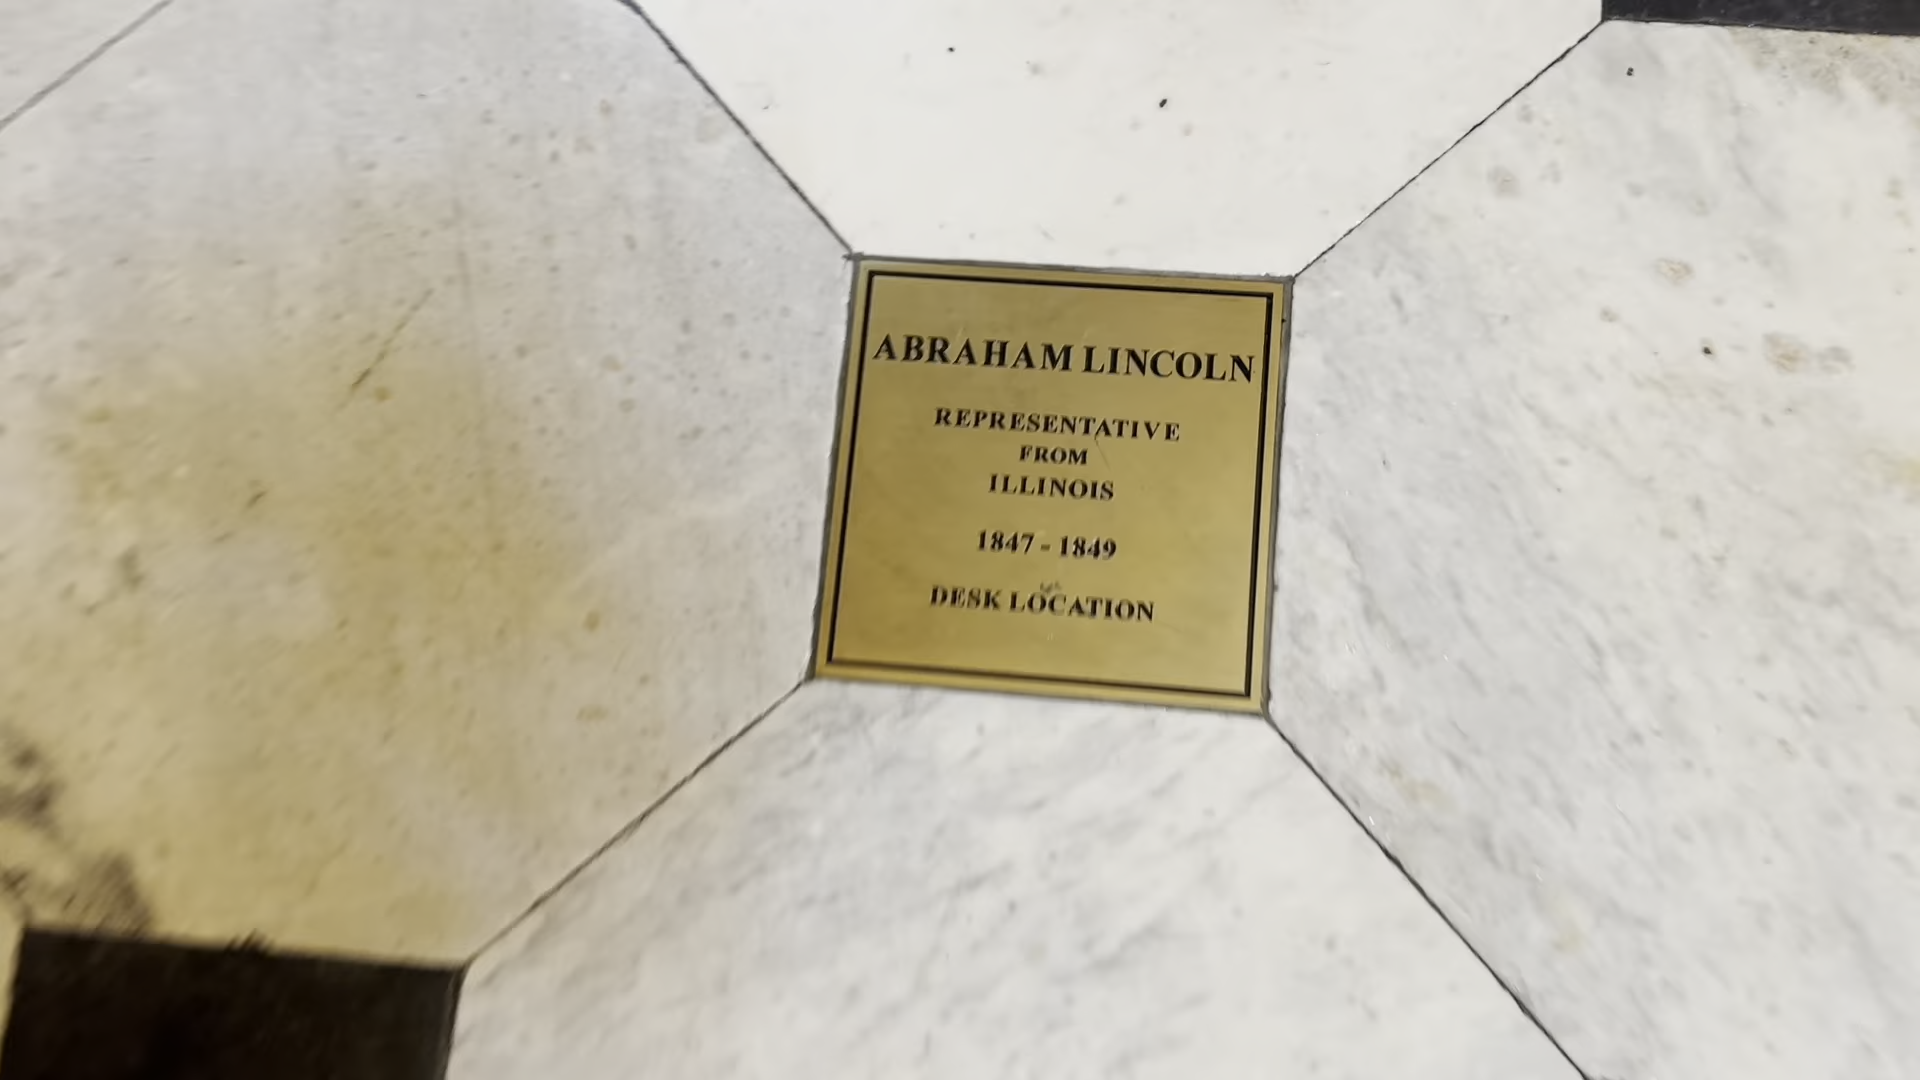 ABRAHAM LINCOLN
REPRESENTATIVE
FROM
ILLINOIS
1847 - 1849
DESK LOCATION